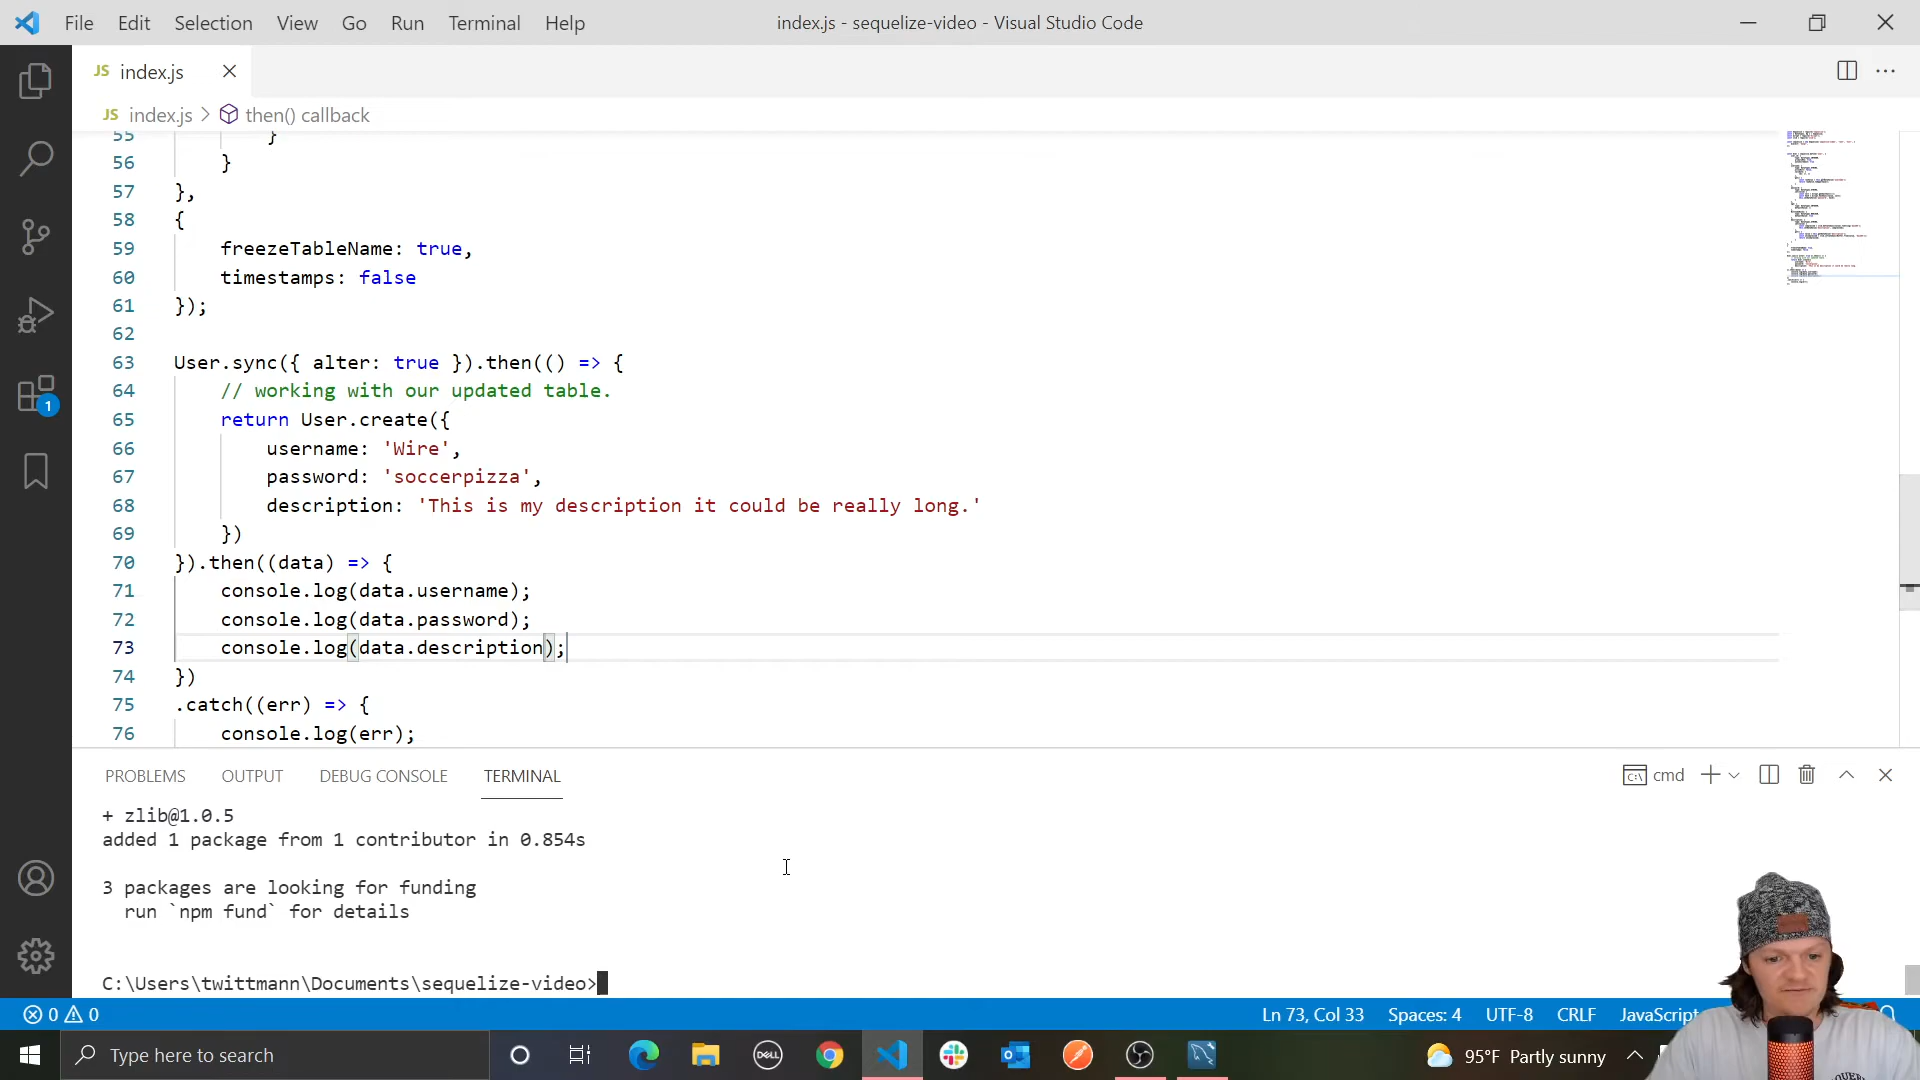 File Edit Selection View Go Run Terminal Help
index.js - sequelize-video - Visual Studio Code
JS index.js
JS index.js > then() callback
55 }
56 }
57 },
58 {
59 freezeTableName: true,
60 timestamps: false
61 });
62
63 User.sync({ alter: true }).then(() => {
64 // working with our updated table.
65 return User.create({
66 username: 'Wire',
67 password: 'soccerpizza',
68 description: 'This is my description it could be really long.'
69 })
70 }).then((data) => {
71 console.log(data.username);
72 console.log(data.password);
73 console.log(data.description);
74 })
75 .catch((err) => {
76 console.log(err);
1
PROBLEMS OUTPUT DEBUG CONSOLE TERMINAL
cmd
+ zlib@1.0.5
added 1 package from 1 contributor in 0.854s
3 packages are looking for funding
run `npm fund` for details
C:\Users\twittmann\Documents\sequelize-video>
0 0
Ln 73, Col 33 Spaces: 4 UTF-8 CRLF JavaScript
Type here to search
DELL
95°F Partly sunny